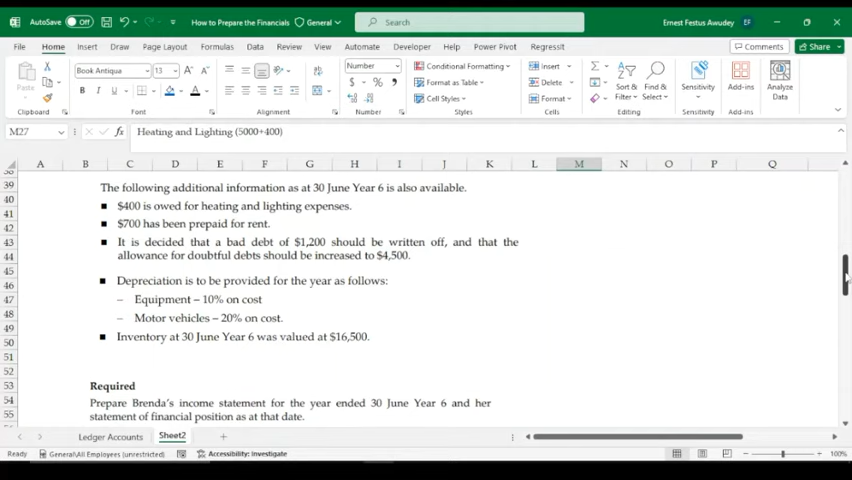 AutoSave Off How to Prepare the Financials General Search Ernest Festus Awudey EF
File Home Insert Draw Page Layout Formulas Data Review View Automate Developer Help Power Pivot Regressit Comments Share
Paste Book Antiqua 13 A A Number Conditional Formatting Insert Sort & Filter Find & Select Sensitivity Add-ins Analyze Data
B I U $ % Format as Table Delete
Cell Styles Format
Clipboard Font Alignment Number Styles Cells Editing Sensitivity Add-ins
M27 fx Heating and Lighting (5000+400)
A B C D E F G H I J K L M N O P Q
38
39 The following additional information as at 30 June Year 6 is also available.
40 ■ $400 is owed for heating and lighting expenses.
41 ■ $700 has been prepaid for rent.
42
43 ■ It is decided that a bad debt of $1,200 should be written off, and that the
44 allowance for doubtful debts should be increased to $4,500.
45
46 ■ Depreciation is to be provided for the year as follows:
47 – Equipment – 10% on cost
48 – Motor vehicles – 20% on cost.
49
50 ■ Inventory at 30 June Year 6 was valued at $16,500.
51
52
53 Required
54 Prepare Brenda's income statement for the year ended 30 June Year 6 and her
55 statement of financial position as at that date.
Ledger Accounts Sheet2 +
Ready General\All Employees (unrestricted) Accessibility: Investigate 100%